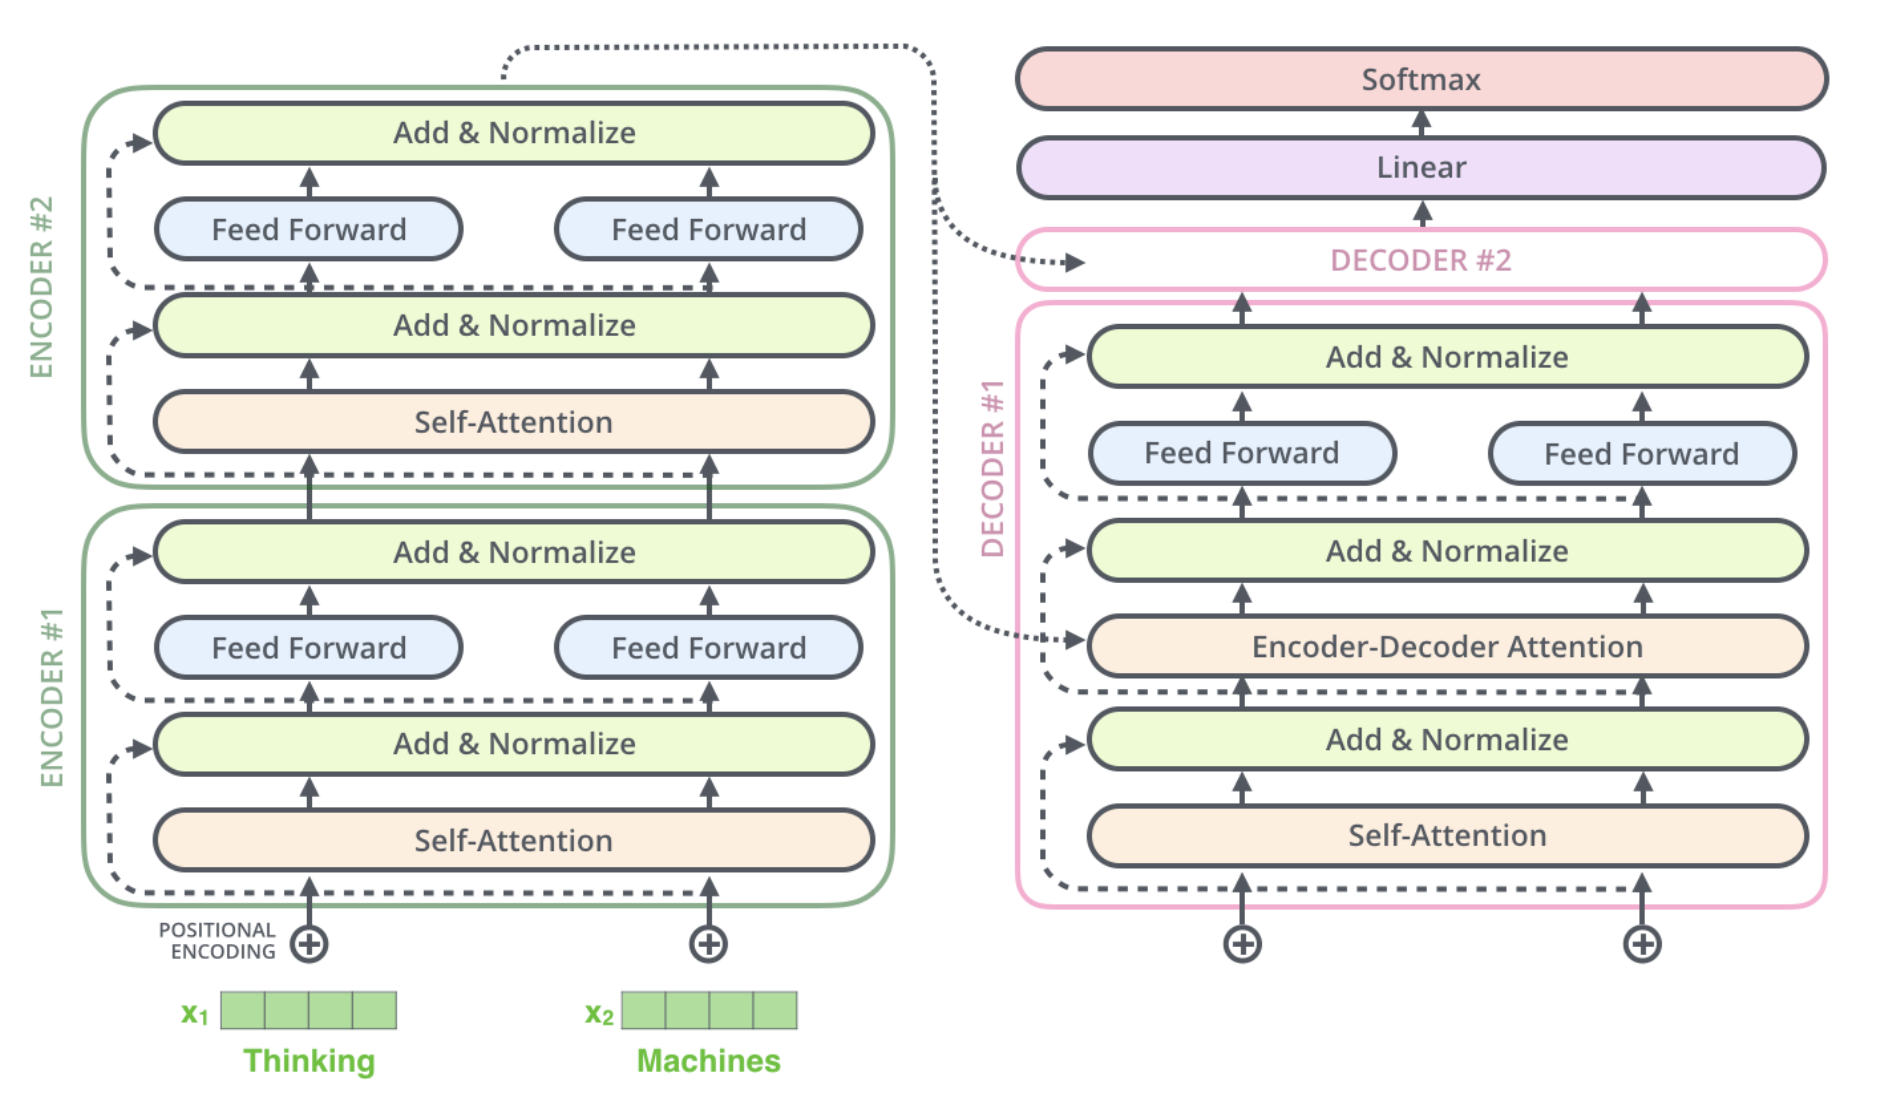 ENCODER #2
Add & Normalize
Feed Forward
Feed Forward
Add & Normalize
Self-Attention
ENCODER #1
Add & Normalize
Feed Forward
Feed Forward
Add & Normalize
Self-Attention
POSITIONAL
ENCODING
x1
x2
Thinking
Machines
Softmax
Linear
DECODER #2
DECODER #1
Add & Normalize
Feed Forward
Feed Forward
Add & Normalize
Encoder-Decoder Attention
Add & Normalize
Self-Attention